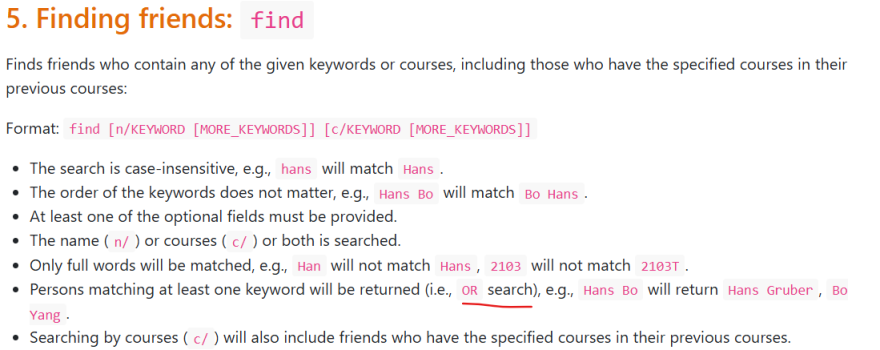 5. Finding friends: find
Finds friends who contain any of the given keywords or courses, including those who have the specified courses in their
previous courses:
Format: find [n/KEYWORD [MORE_KEYWORDS]] [c/KEYWORD [MORE_KEYWORDS]]
• The search is case-insensitive, e.g., hans will match Hans .
• The order of the keywords does not matter, e.g., Hans Bo will match Bo Hans .
• At least one of the optional fields must be provided.
• The name ( n/ ) or courses ( c/ ) or both is searched.
• Only full words will be matched, e.g., Han will not match Hans , 2103 will not match 2103T .
• Persons matching at least one keyword will be returned (i.e., OR search), e.g., Hans Bo will return Hans Gruber , Bo
Yang .
• Searching by courses ( c/ ) will also include friends who have the specified courses in their previous courses.